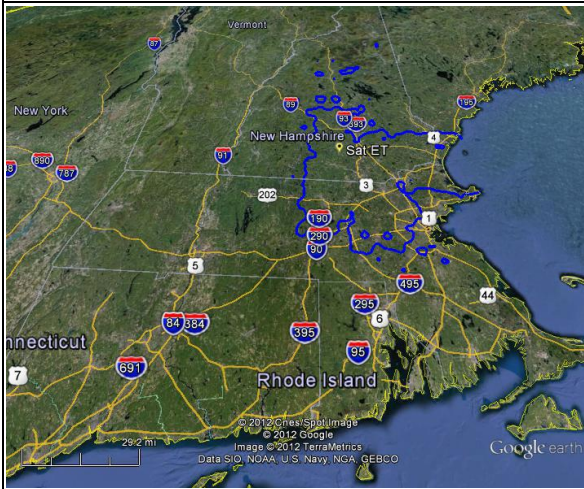 Vermont
87
New York
89
93
393
195
4
New Hampshire
Sat ET
890
787
91
3
202
190
290
90
1
5
495
44
295
6
84
384
395
95
nnecticut
691
7
Rhode Island
© 2012 Cnes/Spot Image
© 2012 Google
Image © 2012 TerraMetrics
Data SIO, NOAA, U.S. Navy, NGA, GEBCO
29.2 mi
Google earth